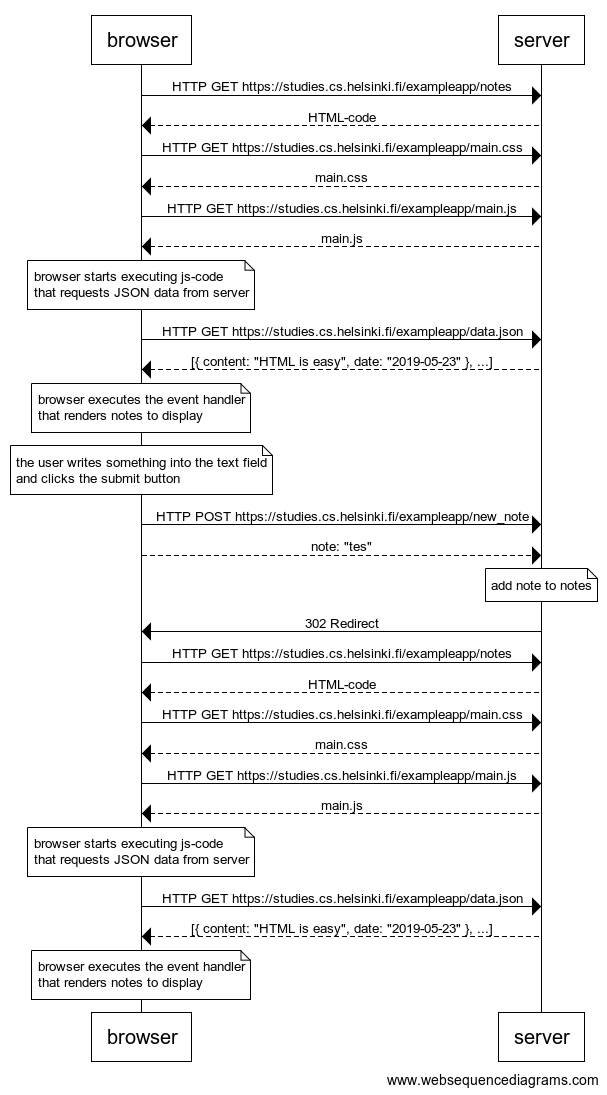 browser
server
HTTP GET https://studies.cs.helsinki.fi/exampleapp/notes
HTML-code
HTTP GET https://studies.cs.helsinki.fi/exampleapp/main.css
main.css
HTTP GET https://studies.cs.helsinki.fi/exampleapp/main.js
main.js
browser starts executing js-code
that requests JSON data from server
HTTP GET https://studies.cs.helsinki.fi/exampleapp/data.json
[{ content: "HTML is easy", date: "2019-05-23" }, ...]
browser executes the event handler
that renders notes to display
the user writes something into the text field
and clicks the submit button
HTTP POST https://studies.cs.helsinki.fi/exampleapp/new_note
note: "tes"
add note to notes
302 Redirect
HTTP GET https://studies.cs.helsinki.fi/exampleapp/notes
HTML-code
HTTP GET https://studies.cs.helsinki.fi/exampleapp/main.css
main.css
HTTP GET https://studies.cs.helsinki.fi/exampleapp/main.js
main.js
browser starts executing js-code
that requests JSON data from server
HTTP GET https://studies.cs.helsinki.fi/exampleapp/data.json
[{ content: "HTML is easy", date: "2019-05-23" }, ...]
browser executes the event handler
that renders notes to display
browser
server
www.websequencediagrams.com